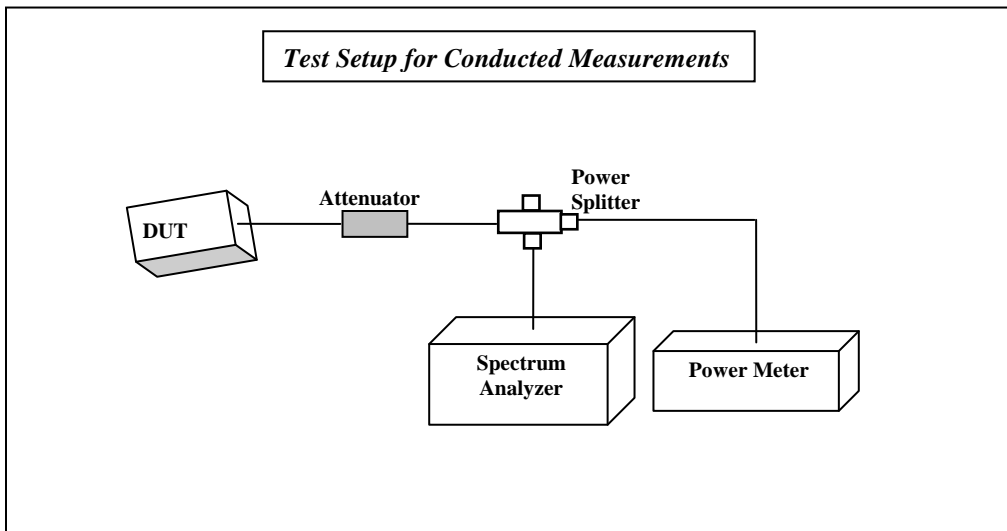 Test Setup for Conducted Measurements
Power
Splitter
Attenuator
DUT
Spectrum
Analyzer
Power Meter